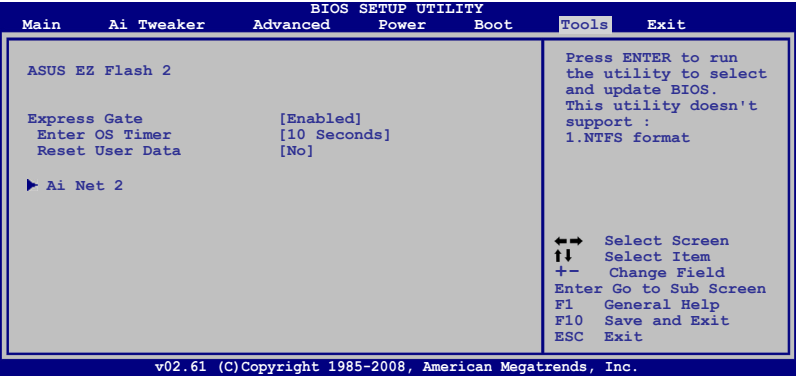 BIOS SETUP UTILITY
Main Ai Tweaker Advanced Power Boot Tools Exit
ASUS EZ Flash 2
Express Gate [Enabled]
Enter OS Timer [10 Seconds]
Reset User Data [No]
Ai Net 2
Press ENTER to run
the utility to select
and update BIOS.
This utility doesn't
support :
1.NTFS format
←→ Select Screen
↑↓ Select Item
+- Change Field
Enter Go to Sub Screen
F1 General Help
F10 Save and Exit
ESC Exit
v02.61 (C)Copyright 1985-2008, American Megatrends, Inc.